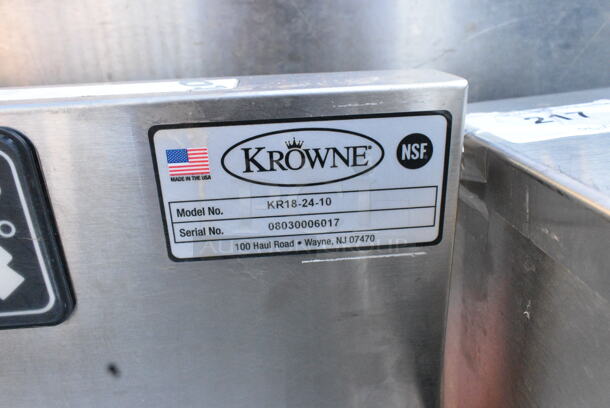 KROWNE
NSF
MADE IN THE USA
Model No. KR18-24-10
Serial No. 08030006017
100 Haul Road • Wayne, NJ 07470
217